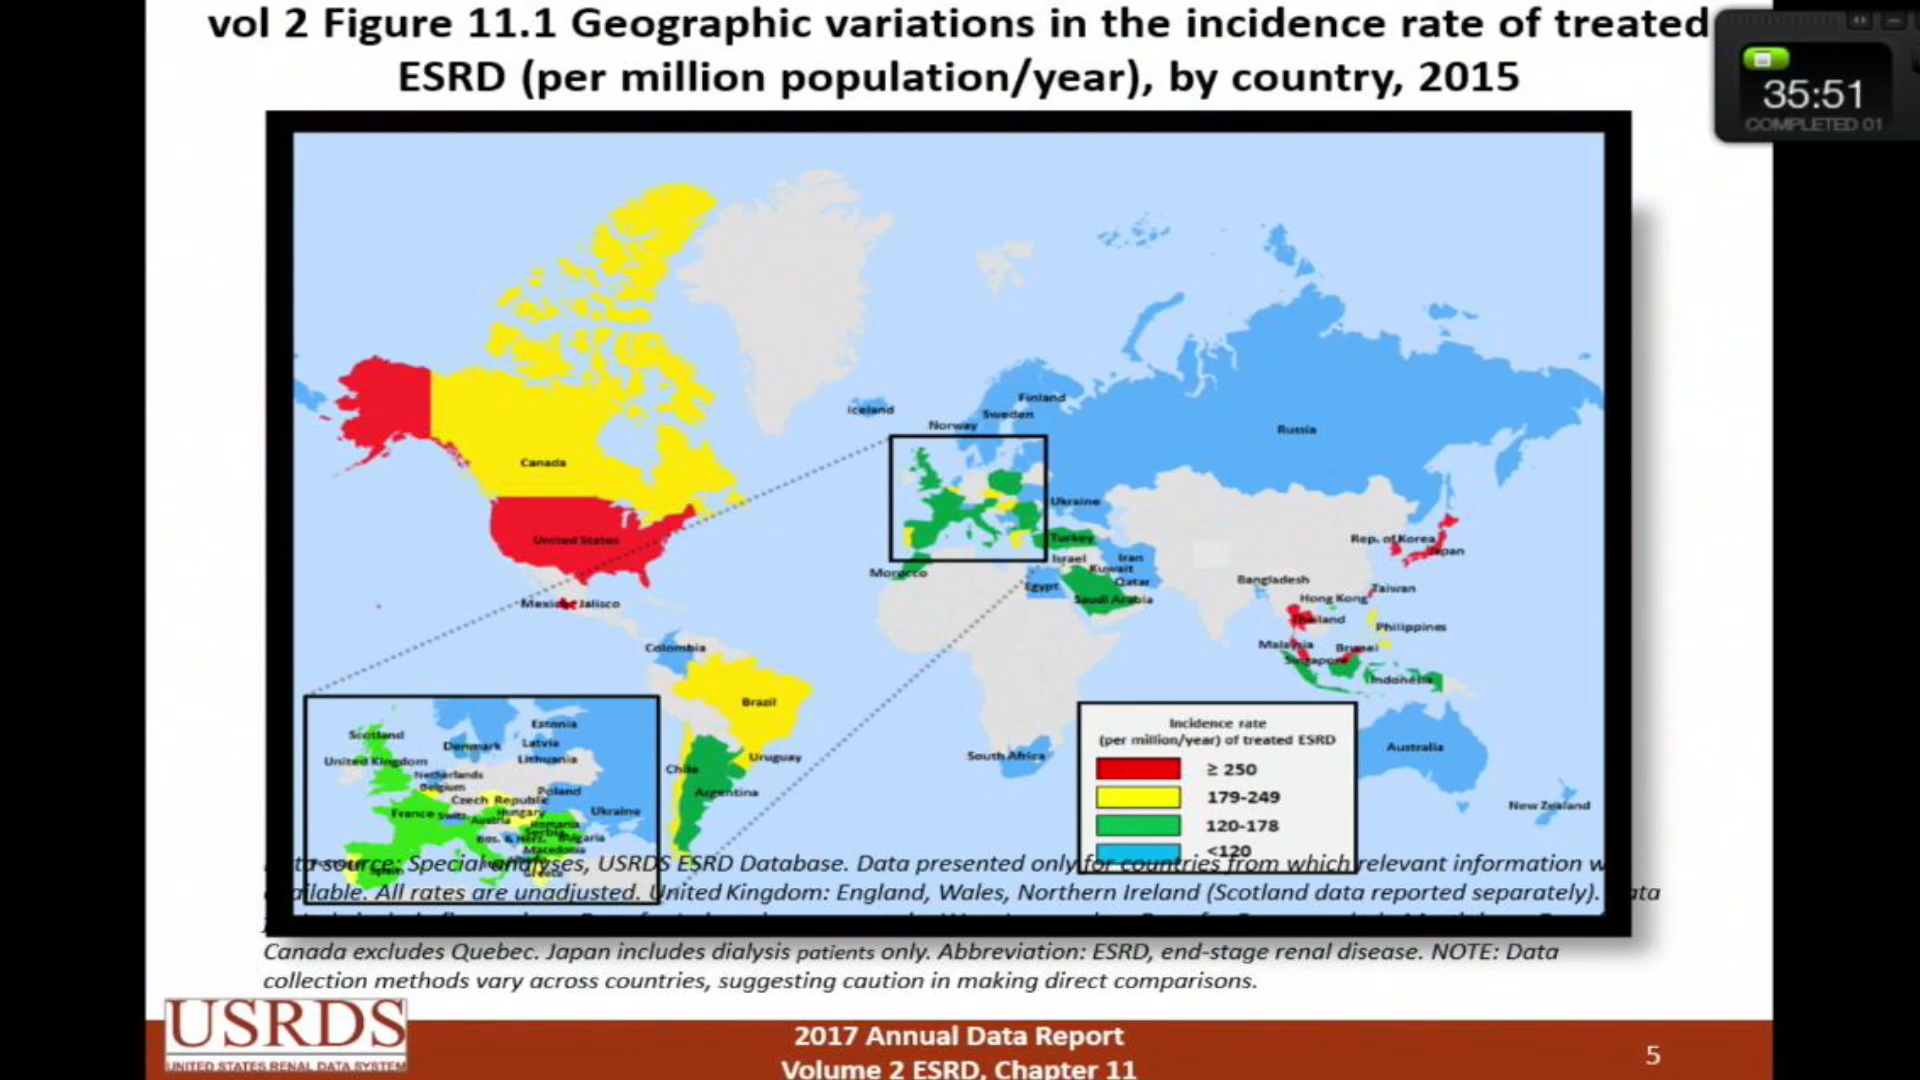 vol 2 Figure 11.1 Geographic variations in the incidence rate of treated
ESRD (per million population/year), by country, 2015
35:51
COMPLETED 01
Iceland
Finland
Sweden
Norway
Russia
Canada
Ukraine
United States
Turkey
Rep. of Korea
Japan
Israel
Iran
Kuwait
Morocco
Qatar
Egypt
Bangladesh
Taiwan
Hong Kong
Saudi Arabia
Mexico: Jalisco
Thailand
Philippines
Colombia
Malaysia
Brunei
Singapore
Indonesia
Brazil
Uruguay
Chile
Argentina
South Africa
Australia
New Zealand
Scotland
Estonia
Denmark
Latvia
United Kingdom
Lithuania
Netherlands
Belgium
Poland
Czech Republic
Ukraine
France
Switz.
Austria
Hungary
Romania
Serbia
Bos. & Herz.
Bulgaria
Macedonia
Spain
Greece
Incidence rate
(per million/year) of treated ESRD
≥ 250
179-249
120-178
<120
source: Special analyses, USRDS ESRD Database. Data presented only for countries from which relevant information
All rates are unadjusted. United Kingdom: England, Wales, Northern Ireland (Scotland data reported separately).
Canada excludes Quebec. Japan includes dialysis patients only. Abbreviation: ESRD, end-stage renal disease. NOTE: Data
collection methods vary across countries, suggesting caution in making direct comparisons.
USRDS
UNITED STATES RENAL DATA SYSTEM
2017 Annual Data Report
Volume 2 ESRD, Chapter 11
5